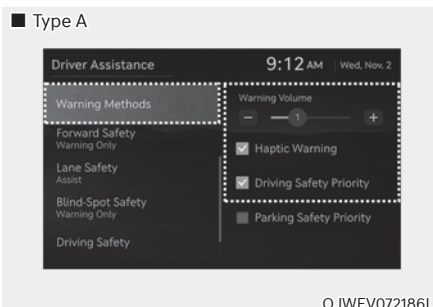 ■ Type A
Driver Assistance
9:12 AM Wed, Nov. 2
Warning Methods
Forward Safety
Warning Only
Lane Safety
Assist
Blind-Spot Safety
Warning Only
Driving Safety
Warning Volume
− 1 +
Haptic Warning
Driving Safety Priority
Parking Safety Priority
OJWEV072186L